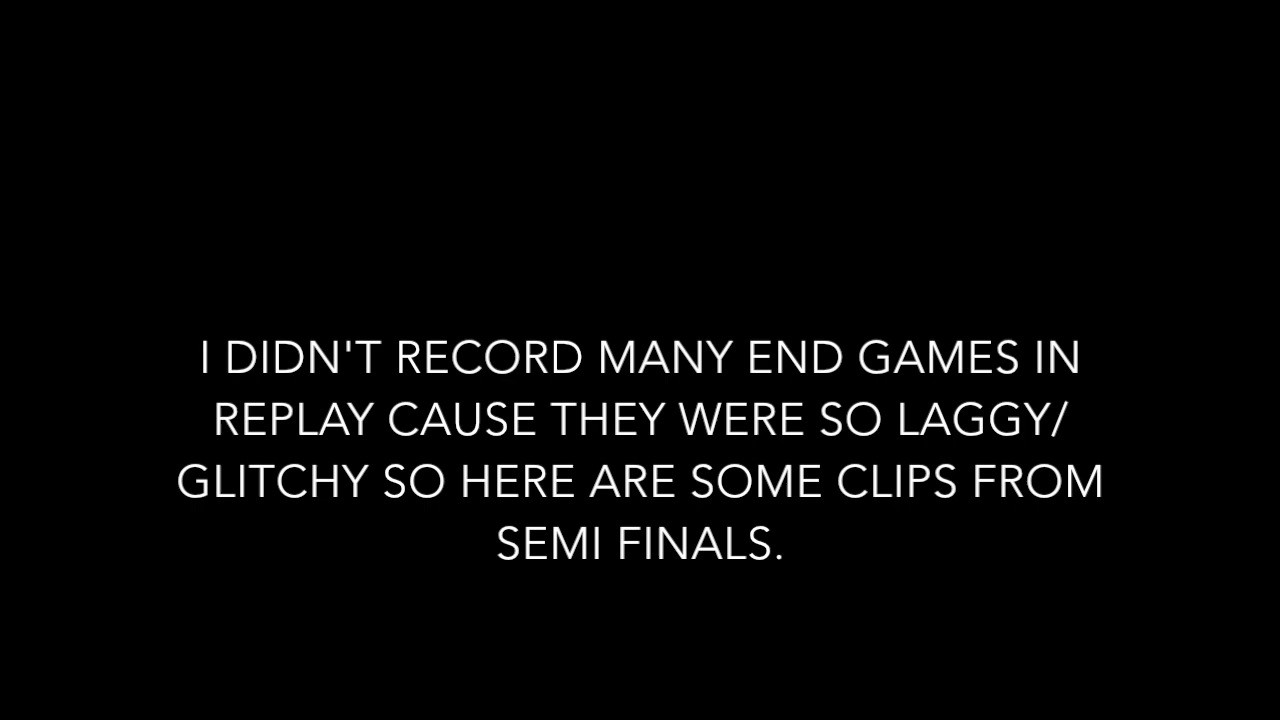 I DIDN'T RECORD MANY END GAMES IN
REPLAY CAUSE THEY WERE SO LAGGY/
GLITCHY SO HERE ARE SOME CLIPS FROM
SEMI FINALS.